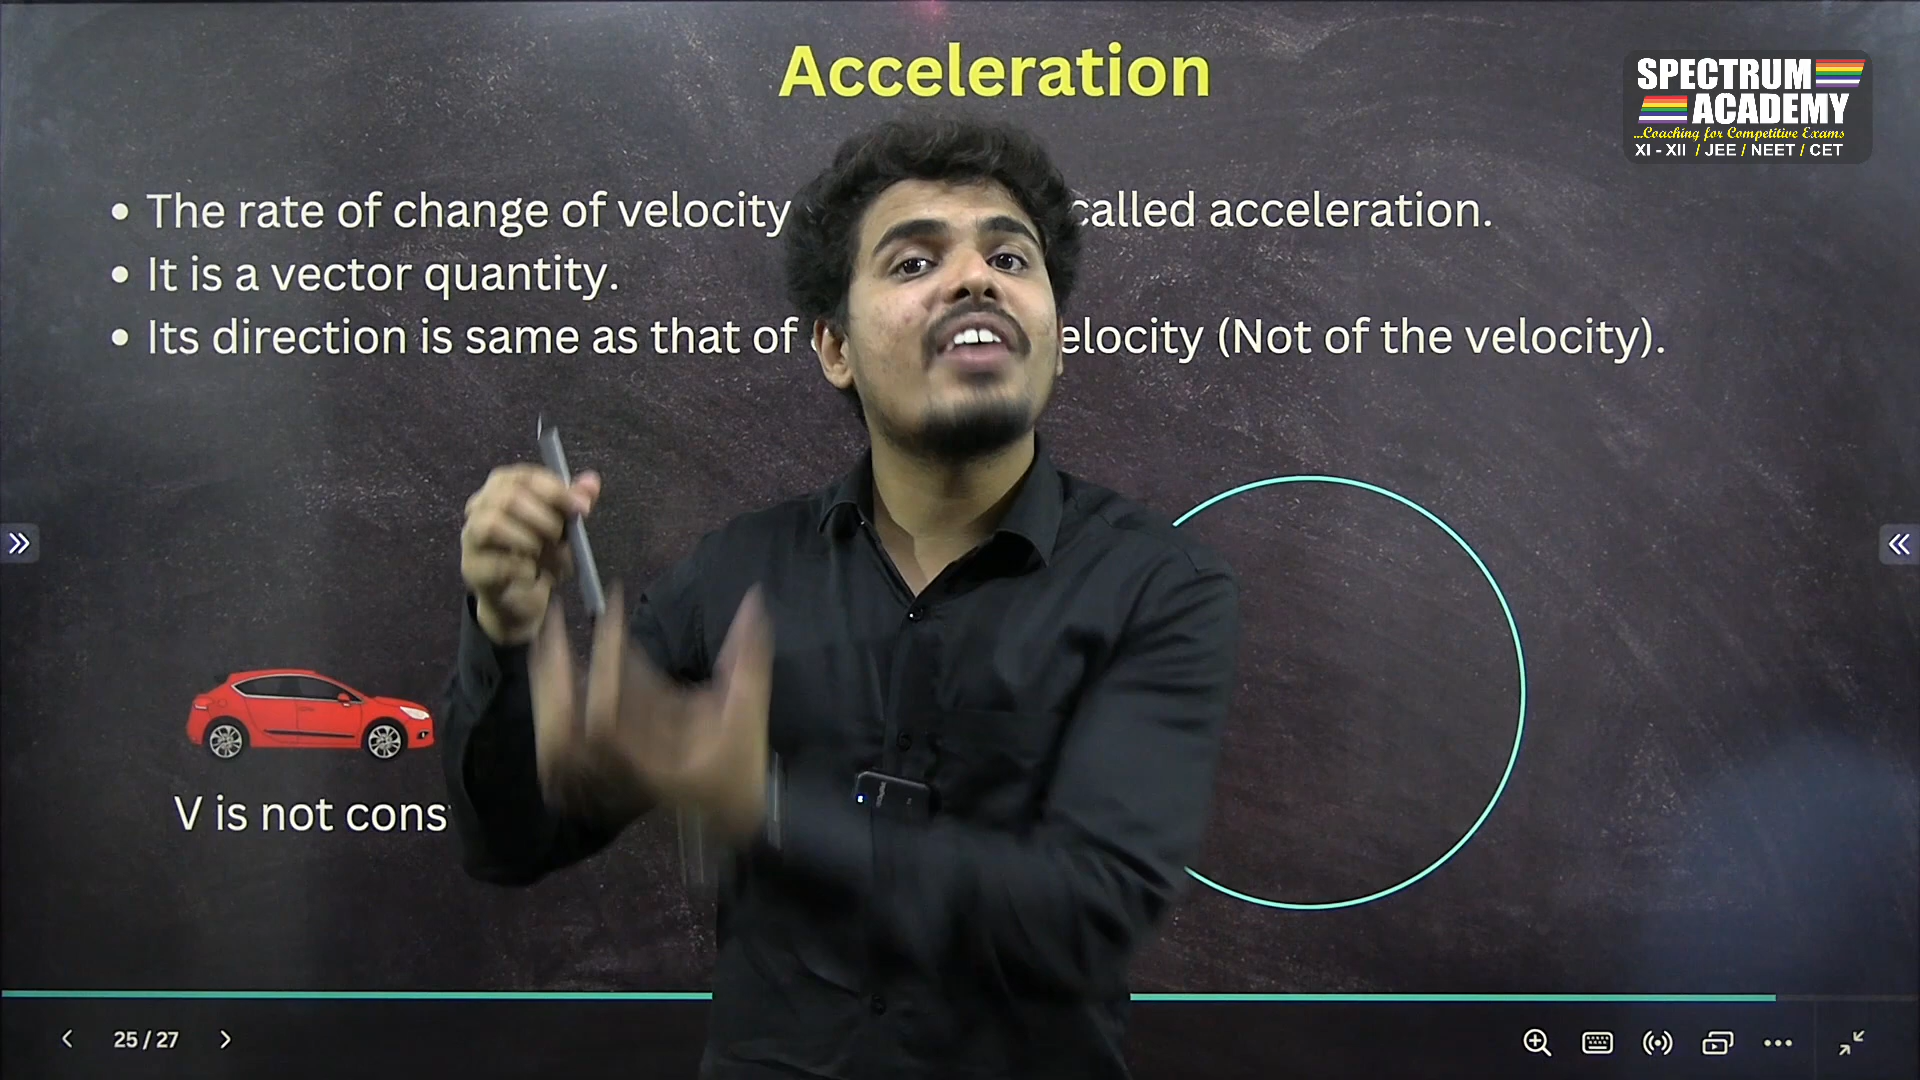 Acceleration
SPECTRUM
ACADEMY
...Coaching for Competitive Exams
XI - XII / JEE / NEET / CET
• The rate of change of velocity called acceleration.
• It is a vector quantity.
• Its direction is same as that of elocity (Not of the velocity).
V is not cons
25 / 27